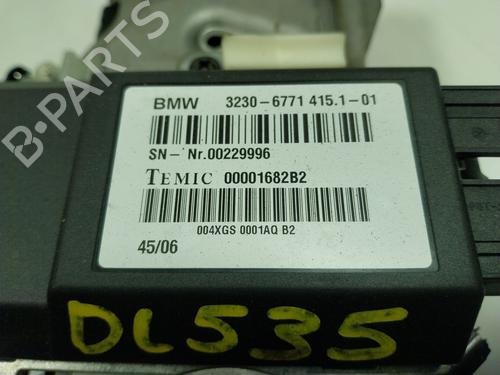 B-PARTS
BMW 3230-6771 415.1-01
SN- Nr.00229996
TEMIC 00001682B2
004XGS 0001AQ B2
45/06
DL535